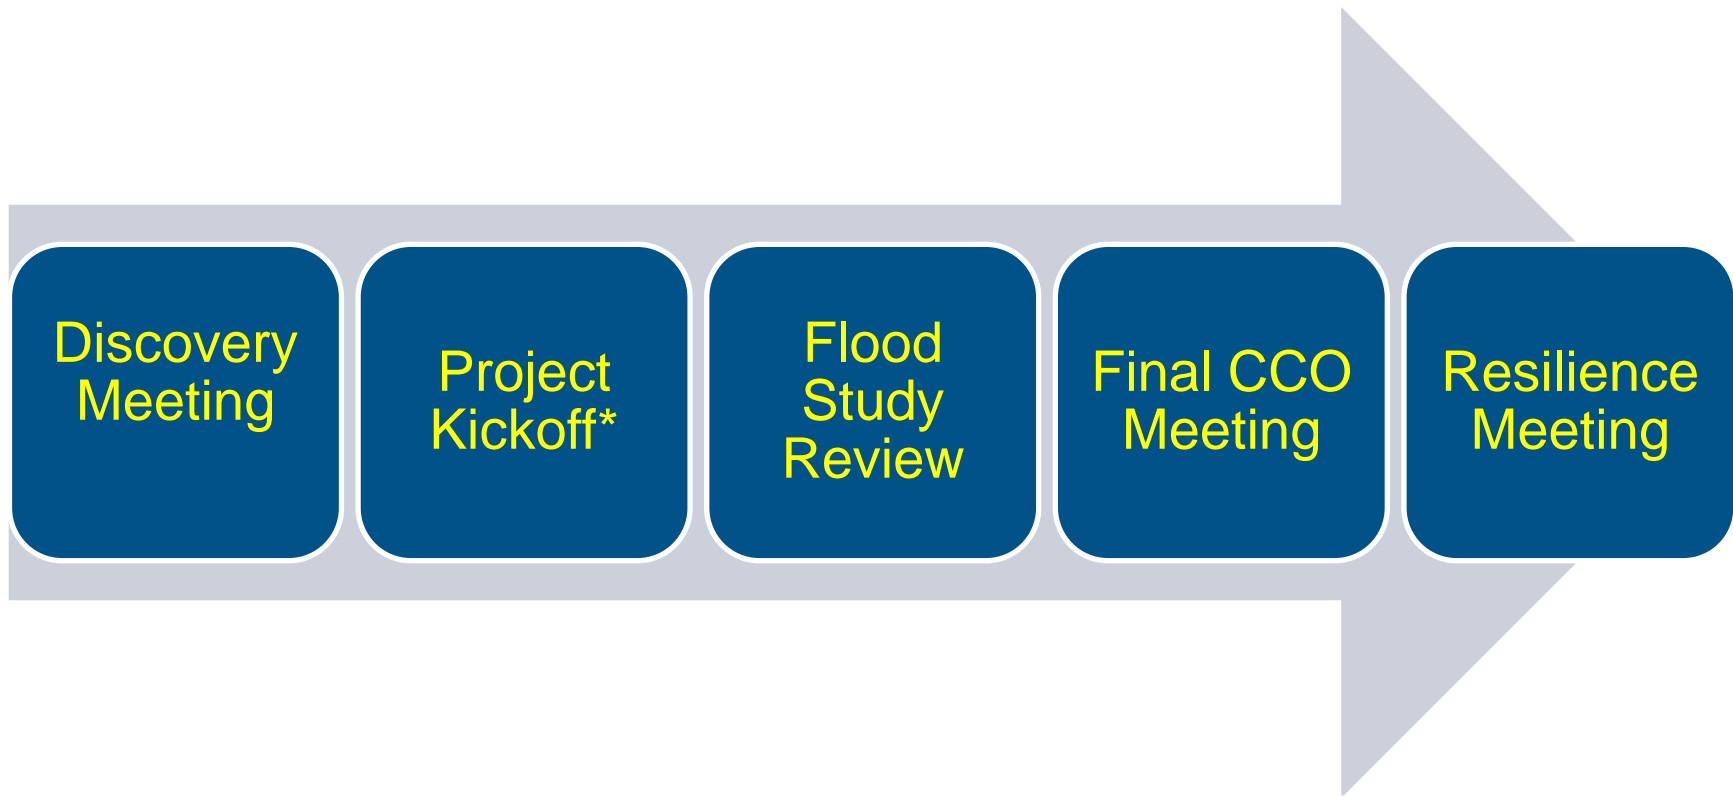 Discovery
Meeting
Project
Kickoff*
Flood
Study
Review
Final CCO
Meeting
Resilience
Meeting